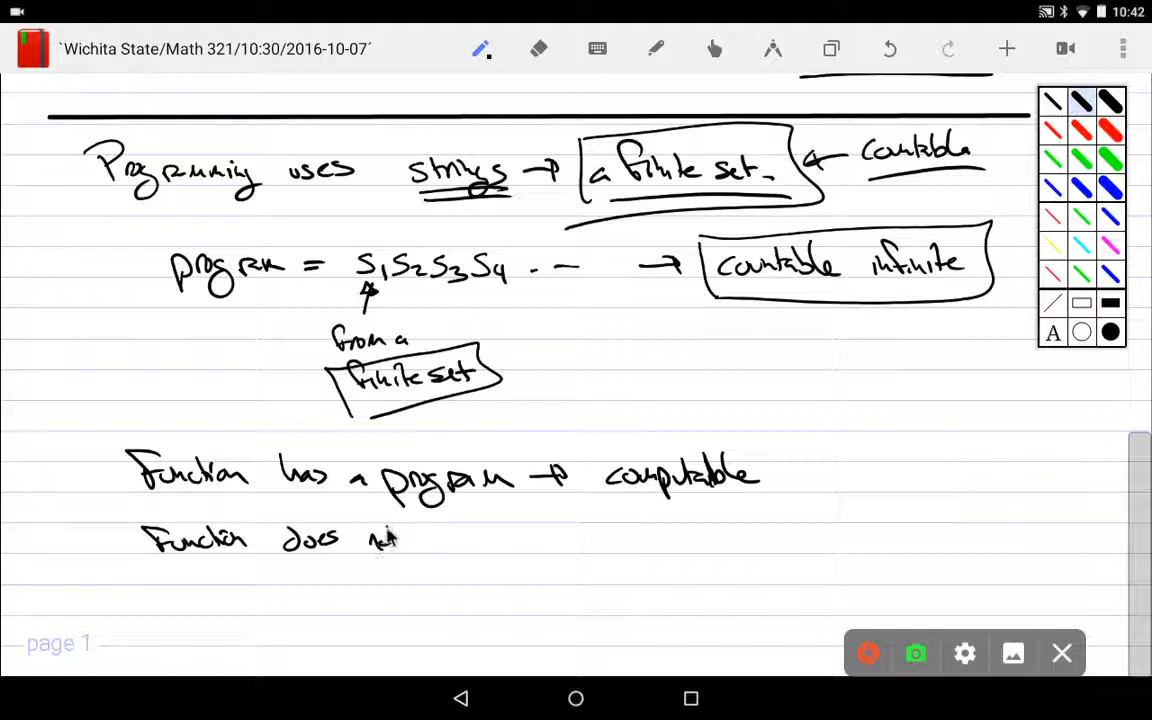 10:42
`Wichita State/Math 321/10:30/2016-10-07´
Programming uses strings → a finite set. ← countable
program = S1S2S3S4 . -- → countable infinite
from a
finite set
Function has a program → computable
Function does not
A
page 1